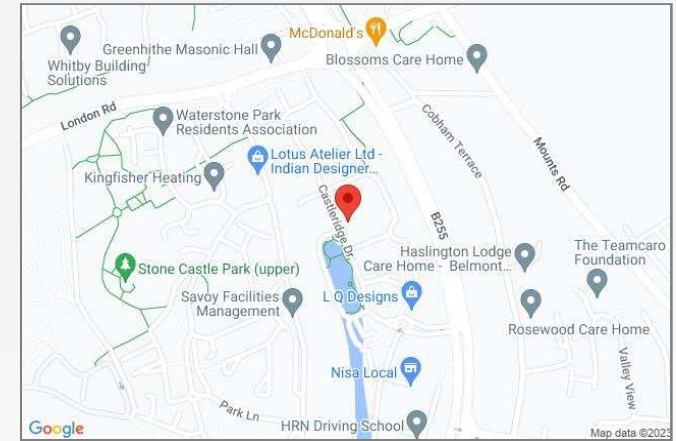 McDonald's
Greenhithe Masonic Hall
Whitby Building
Solutions
Blossoms Care Home
London Rd
Waterstone Park
Residents Association
Cobham Terrace
Mounts Rd
Lotus Atelier Ltd -
Indian Designer...
Kingfisher Heating
Castleridge Dr
B255
Haslington Lodge
Care Home - Belmont...
The Teamcaro
Foundation
Stone Castle Park (upper)
Savoy Facilities
Management
L Q Designs
Rosewood Care Home
Valley View
Nisa Local
Park Ln
HRN Driving School
Google
Map data ©2023